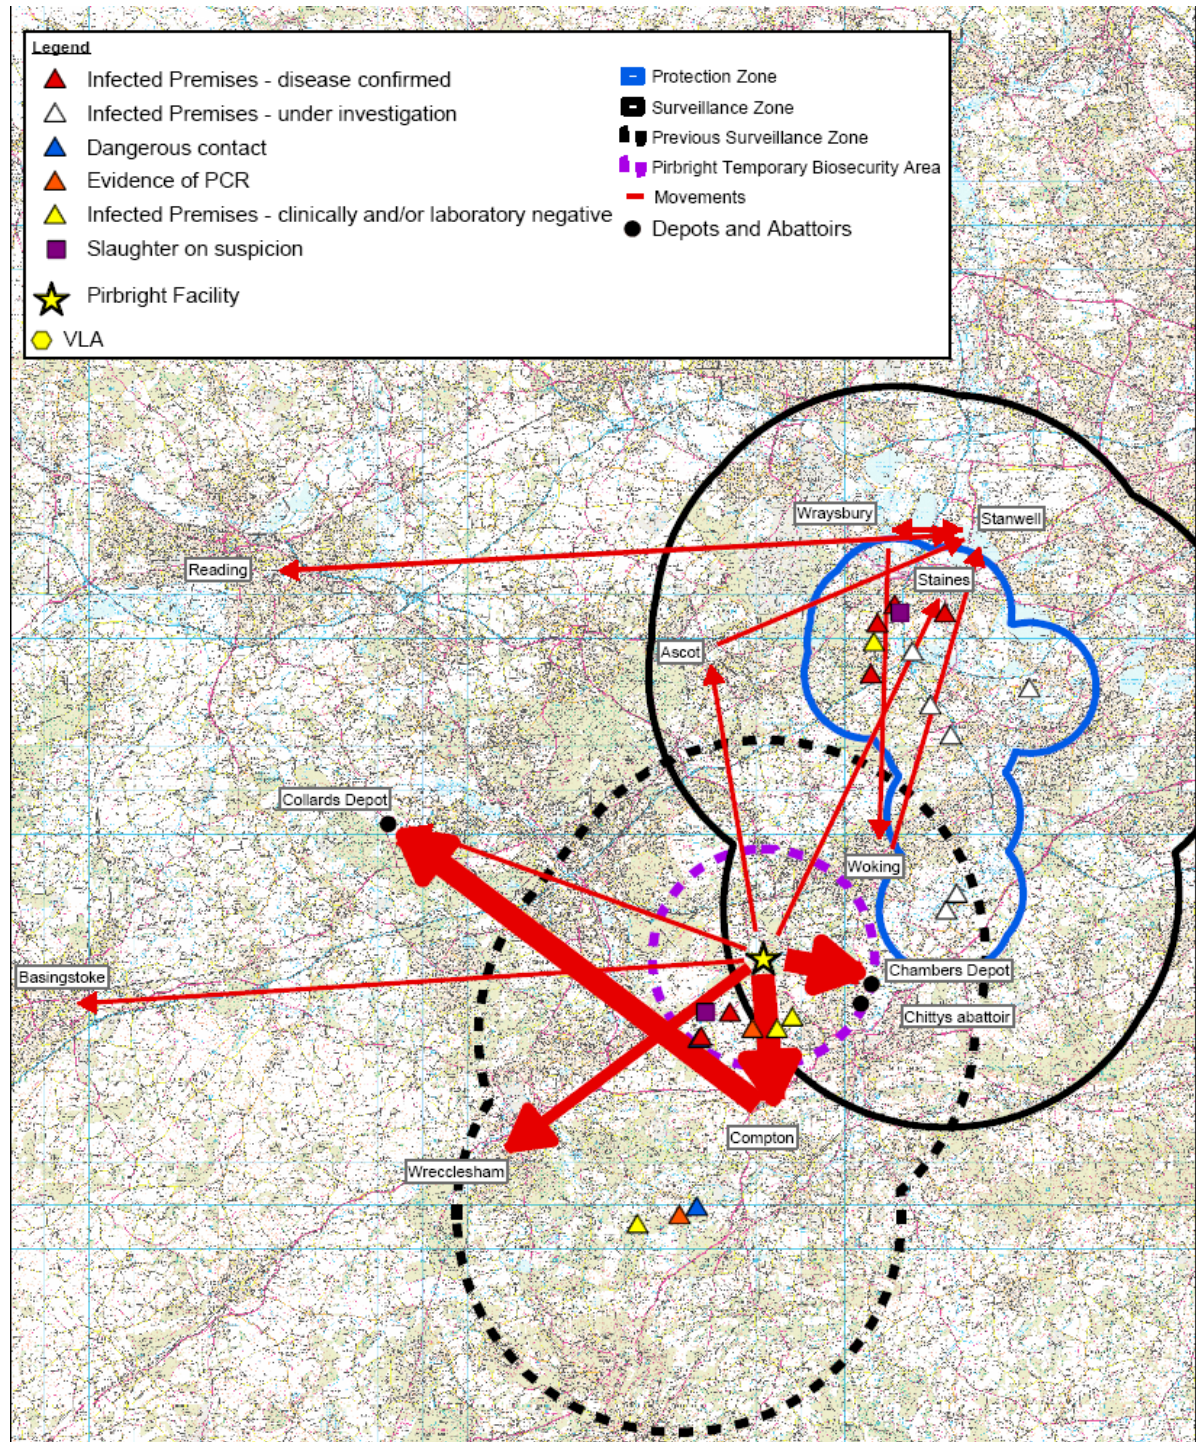 Legend
Infected Premises - disease confirmed
Infected Premises - under investigation
Dangerous contact
Evidence of PCR
Infected Premises - clinically and/or laboratory negative
Slaughter on suspicion
Pirbright Facility
VLA
Protection Zone
Surveillance Zone
Previous Surveillance Zone
Pirbright Temporary Biosecurity Area
Movements
Depots and Abattoirs
Wraysbury
Stanwell
Reading
Staines
Ascot
Collards Depot
Woking
Basingstoke
Chambers Depot
Chittys abattoir
Compton
Wrecclesham